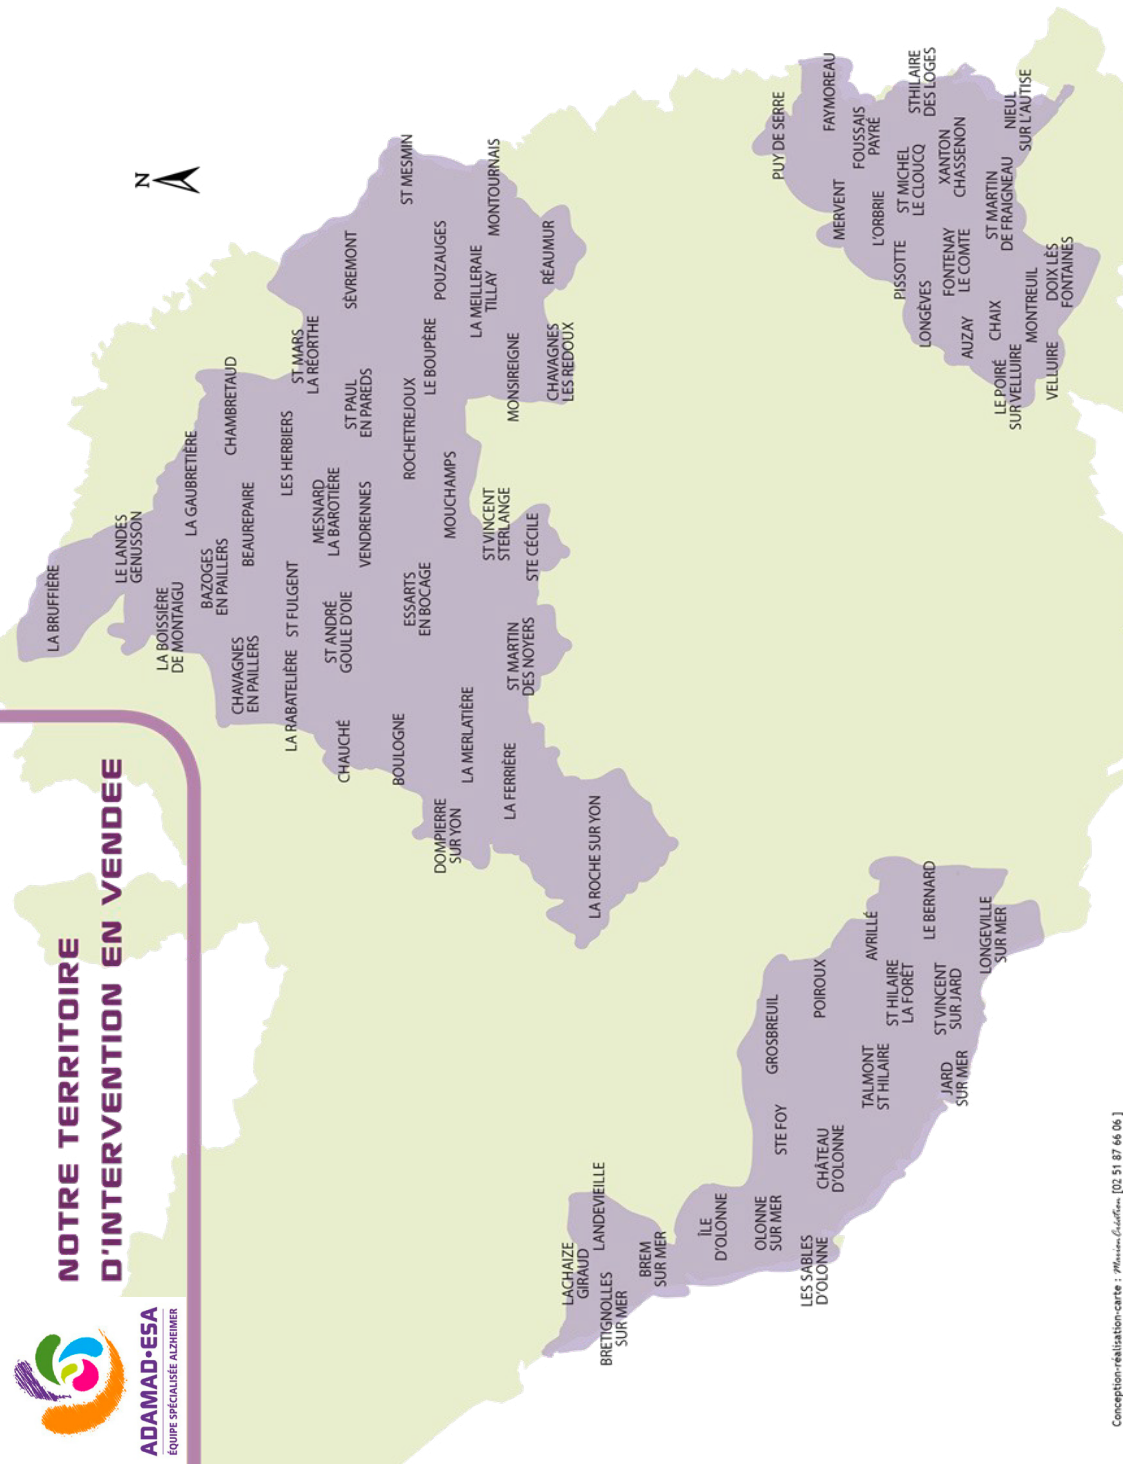 NOTRE TERRITOIRE
D'INTERVENTION EN VENDEE
ADAMAD•ESA
ÉQUIPE SPÉCIALISÉE ALZHEIMER
N
LA BRUFFIÈRE
LE LANDES
GENUSSON
LA BOISSIÈRE
DE MONTAIGU
LA GAUBRETIÈRE
BAZOGES
EN PAILLERS
CHAMBRETAUD
BEAUREPAIRE
CHAVAGNES
EN PAILLERS
LES HERBIERS
ST FULGENT
LA RABATELIÈRE
ST MARS
LA RÉORTHE
MESNARD
LA BAROTIÈRE
ST ANDRÉ
GOULE D'OIE
CHAUCHÉ
SÈVREMONT
ST PAUL
EN PAREDS
VENDRENNES
ST MESMIN
ROCHETREJOUX
ESSARTS
EN BOCAGE
BOULOGNE
POUZAUGES
LE BOUPÈRE
MOUCHAMPS
DOMPIERRE
SUR YON
LA MEILLERAIE
TILLAY
LA MERLATIÈRE
MONTOURNAIS
ST VINCENT
STERLANGE
MONSIREIGNE
ST MARTIN
DES NOYERS
LA FERRIÈRE
STE CÉCILE
RÉAUMUR
CHAVAGNES
LES REDOUX
LA ROCHE SUR YON
PUY DE SERRE
FAYMOREAU
MERVENT
FOUSSAIS
PAYRÉ
L'ORBRIE
PISSOTTE
ST MICHEL
LE CLOUCQ
STHILAIRE
DES LOGES
LONGÈVES
XANTON
CHASSENON
FONTENAY
LE COMTE
AUZAY
CHAIX
ST MARTIN
DE FRAIGNEAU
NIEUL
SUR L'AUTISE
LE POIRÉ
SUR VELLUIRE
MONTREUIL
DOIX LÈS
FONTAINES
VELLUIRE
LACHAIZE
GIRAUD
LANDEVIEILLE
BRETIGNOLLES
SUR MER
BREM
SUR MER
ÎLE
D'OLONNE
OLONNE
SUR MER
LES SABLES
D'OLONNE
STE FOY
CHÂTEAU
D'OLONNE
GROSBREUIL
POIROUX
TALMONT
ST HILAIRE
AVRILLÉ
ST HILAIRE
LA FORÊT
LE BERNARD
ST VINCENT
SUR JARD
JARD
SUR MER
LONGEVILLE
SUR MER
Conception-réalisation-carte : Marion Création [02 51 87 66 06 ]